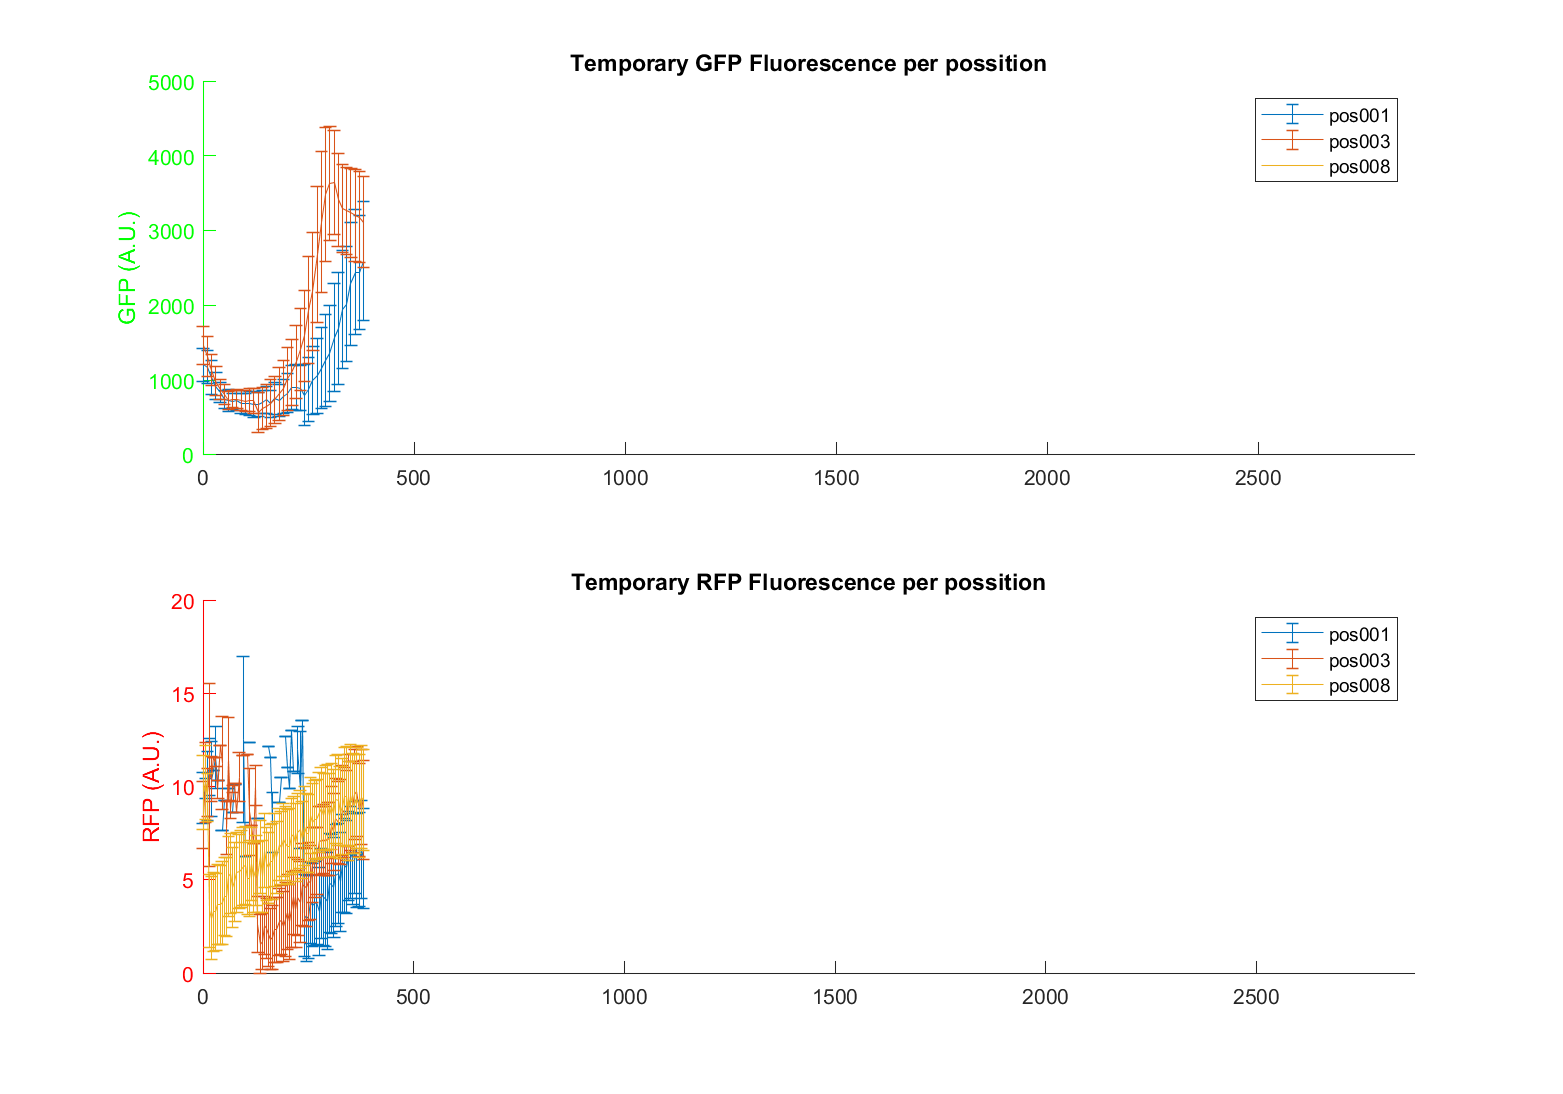 Temporary GFP Fluorescence per possition
5000
4000
3000
2000
1000
0
GFP (A.U.)
0 500 1000 1500 2000 2500
pos001
pos003
pos008
Temporary RFP Fluorescence per possition
20
15
10
5
0
RFP (A.U.)
0 500 1000 1500 2000 2500
pos001
pos003
pos008